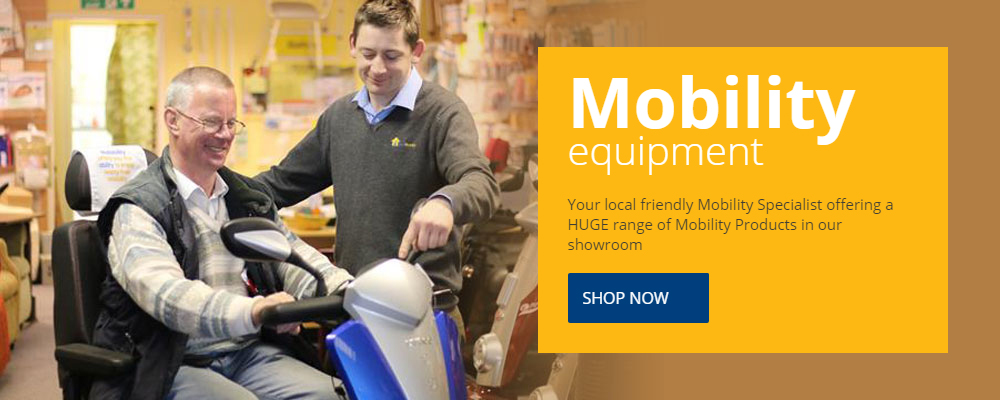 Mobility
equipment
Your local friendly Mobility Specialist offering a
HUGE range of Mobility Products in our
showroom
SHOP NOW